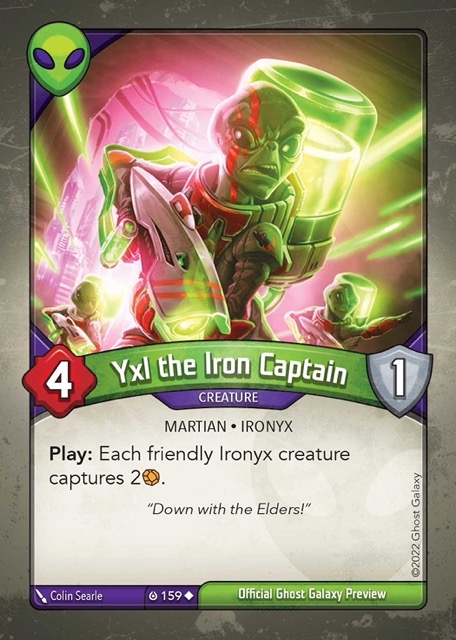 4
Yxl the Iron Captain
1
CREATURE
MARTIAN • IRONYX
Play: Each friendly Ironyx creature
captures 2.
“Down with the Elders!”
©2022 Ghost Galaxy
Colin Searle
159
Official Ghost Galaxy Preview